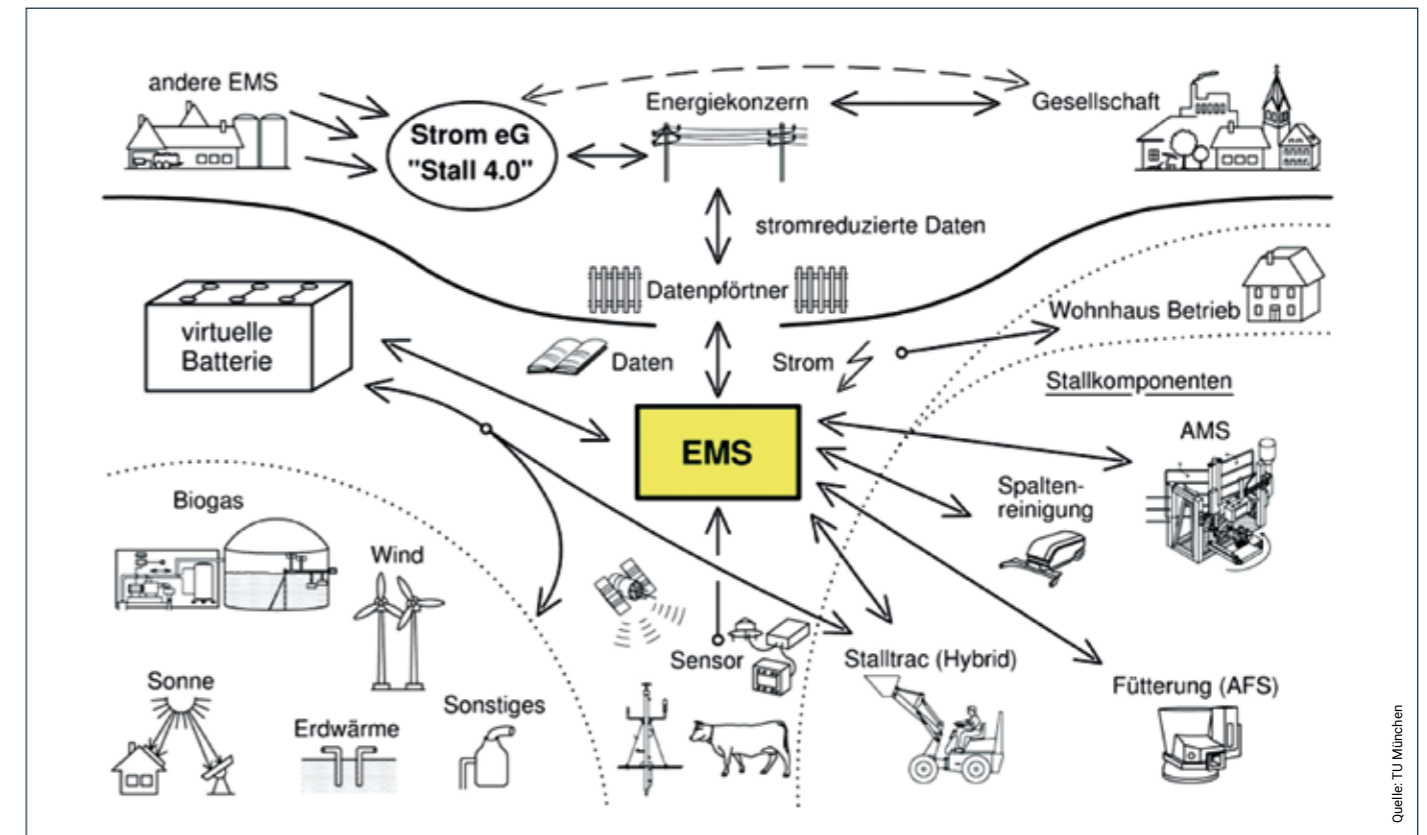 andere EMS
Strom eG
"Stall 4.0"
Energiekonzern
Gesellschaft
stromreduzierte Daten
Datenpförtner
Wohnhaus Betrieb
virtuelle
Batterie
Daten
Strom
Stallkomponenten
EMS
AMS
Spalten-
reinigung
Biogas
Wind
Sensor
Stalltrac (Hybrid)
Fütterung (AFS)
Sonne
Erdwärme
Sonstiges
Quelle: TU München